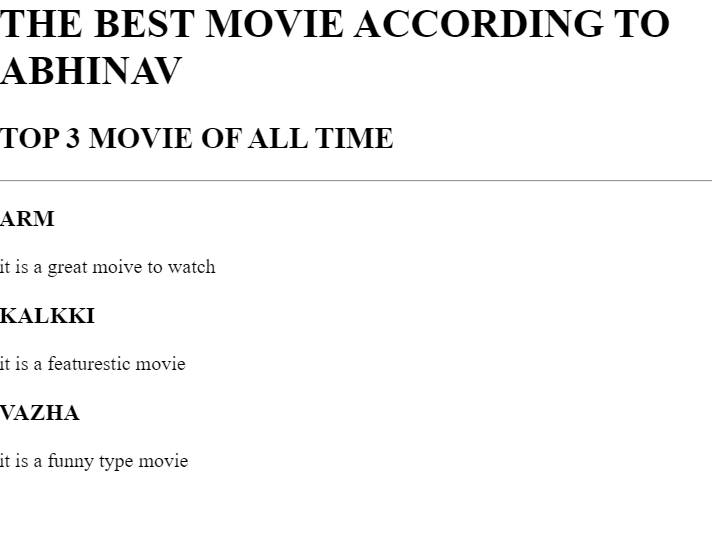 THE BEST MOVIE ACCORDING TO
ABHINAV
TOP 3 MOVIE OF ALL TIME
ARM
it is a great moive to watch
KALKKI
it is a featurestic movie
VAZHA
it is a funny type movie